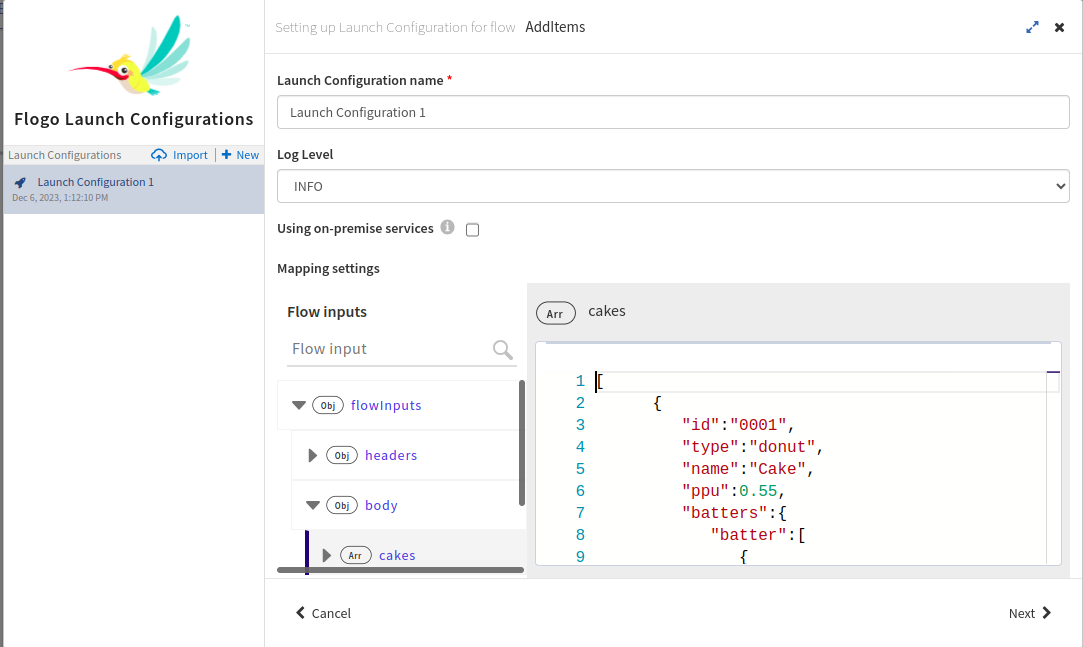 Flogo Launch Configurations
Launch Configurations Import + New
Launch Configuration 1
Dec 6, 2023, 1:12:10 PM
Setting up Launch Configuration for flow AddItems
Launch Configuration name *
Launch Configuration 1
Log Level
INFO
Using on-premise services
Mapping settings
Flow inputs
Flow input
Obj flowInputs
Obj headers
Obj body
Arr cakes
Arr cakes
1 [
2 {
3 "id":"0001",
4 "type":"donut",
5 "name":"Cake",
6 "ppu":0.55,
7 "batters":{
8 "batter":[
9 {
Cancel
Next